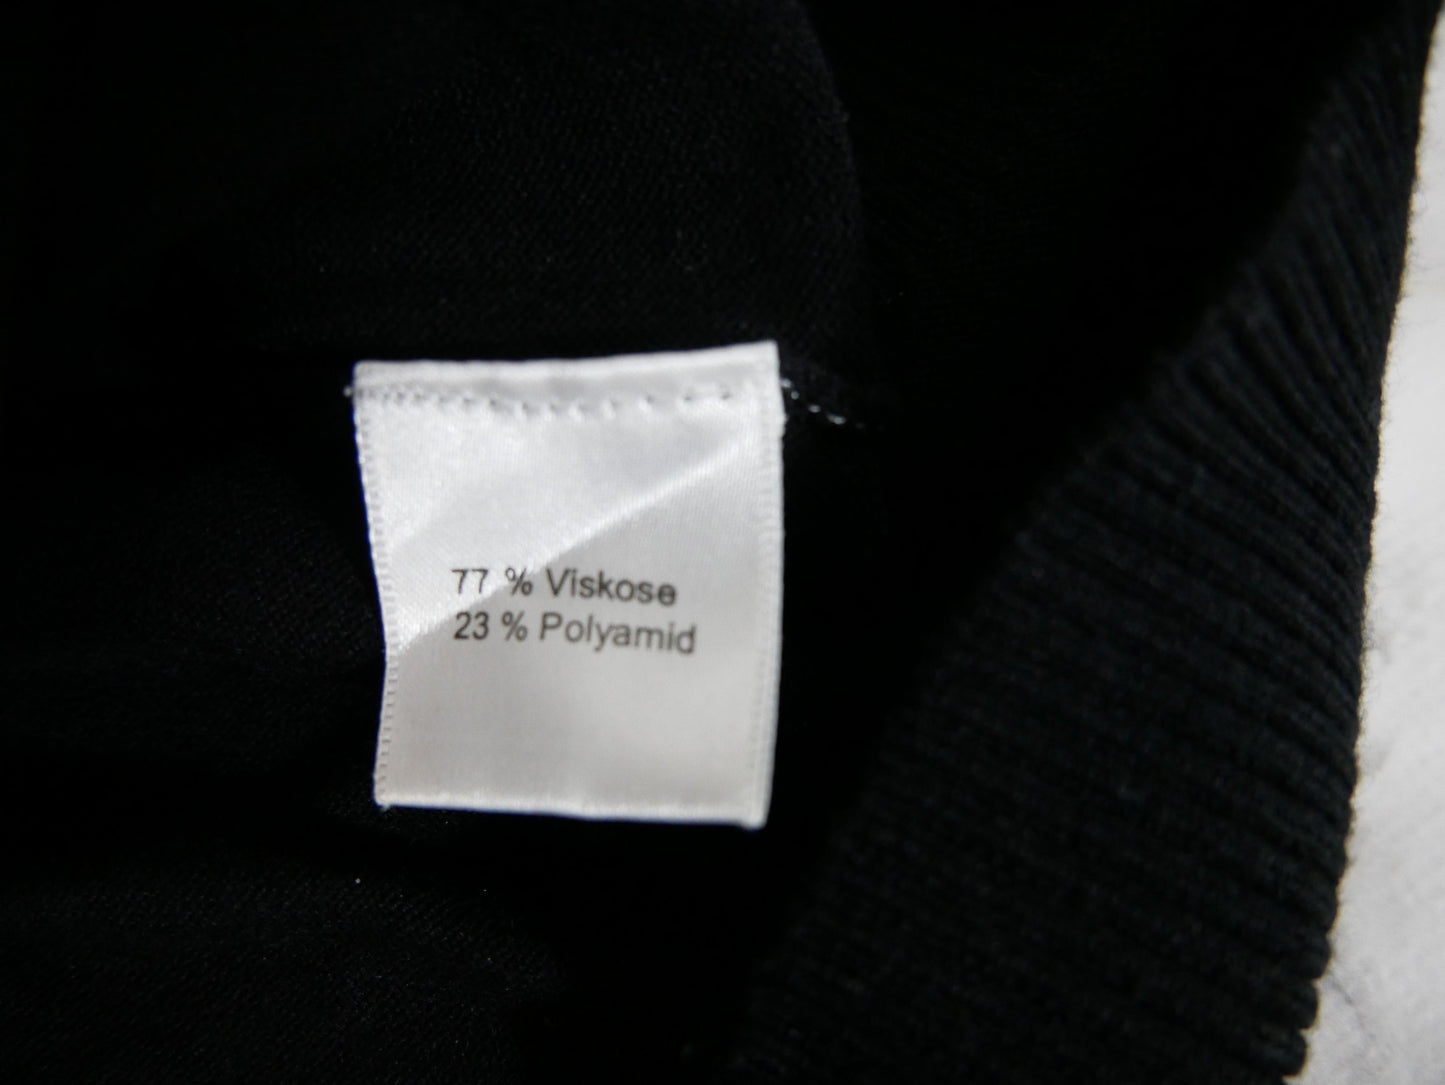 77 % Viskose
23 % Polyamid